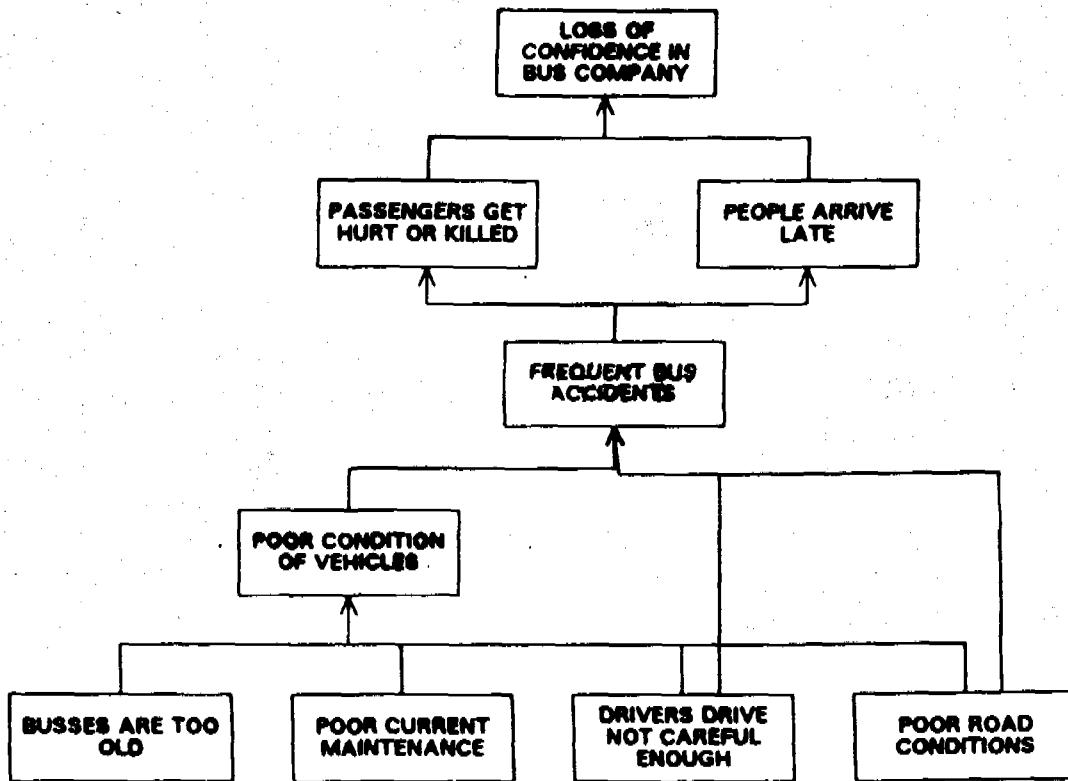 LOSS OF
CONFIDENCE IN
BUS COMPANY
PASSENGERS GET
HURT OR KILLED
PEOPLE ARRIVE
LATE
FREQUENT BUS
ACCIDENTS
POOR CONDITION
OF VEHICLES
BUSSES ARE TOO
OLD
POOR CURRENT
MAINTENANCE
DRIVERS DRIVE
NOT CAREFUL
ENOUGH
POOR ROAD
CONDITIONS